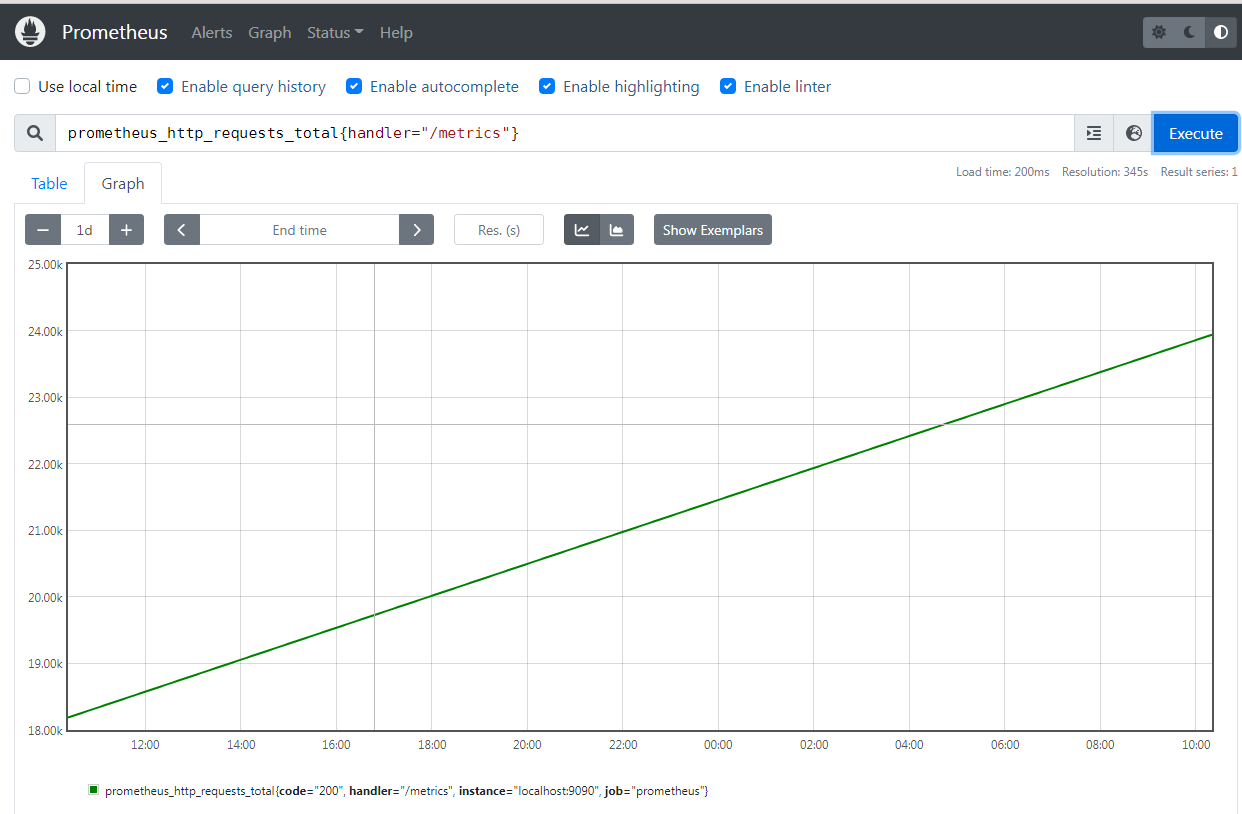 Prometheus Alerts Graph Status Help
Use local time Enable query history Enable autocomplete Enable highlighting Enable linter
prometheus_http_requests_total{handler="/metrics"} Execute
Load time: 200ms Resolution: 345s Result series: 1
Table Graph
1d End time Res. (s) Show Exemplars
25.00k
24.00k
23.00k
22.00k
21.00k
20.00k
19.00k
18.00k
12:00 14:00 16:00 18:00 20:00 22:00 00:00 02:00 04:00 06:00 08:00 10:00
prometheus_http_requests_total{code="200", handler="/metrics", instance="localhost:9090", job="prometheus"}